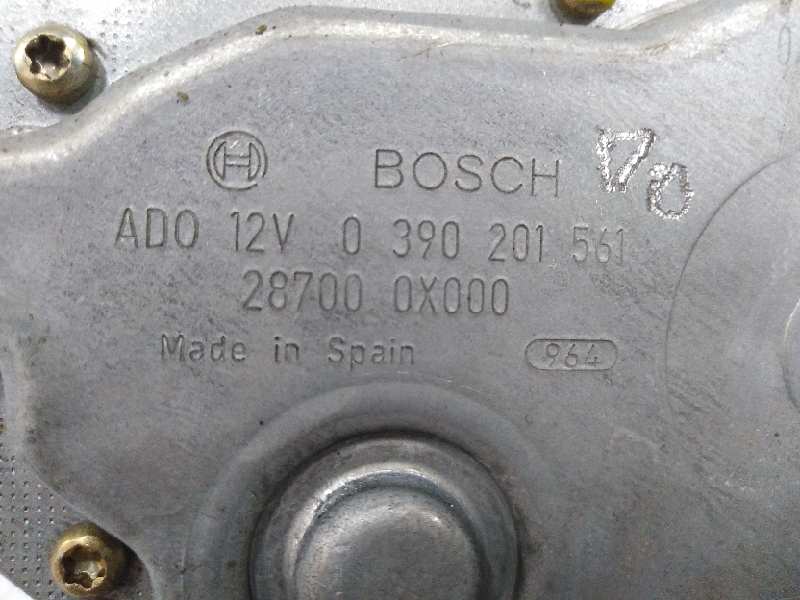 BOSCH
ADO 12V 0 390 201 561
28700 0X000
Made in Spain 964